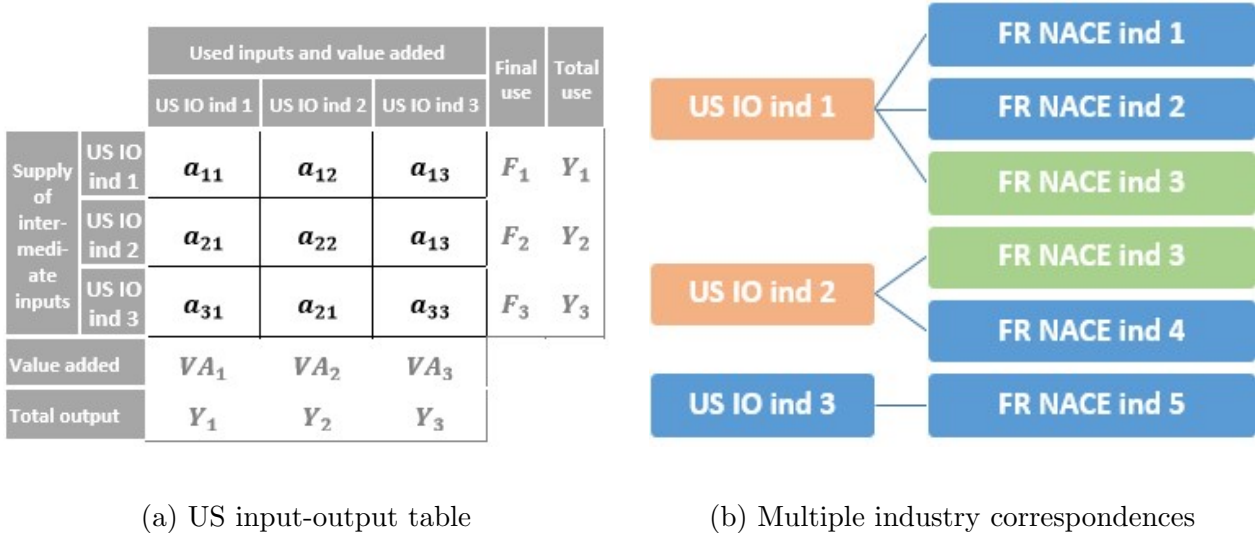 Used inputs and value added
Final use
Total use
US IO ind 1
US IO ind 2
US IO ind 3
Supply of inter-medi-ate inputs
US IO ind 1
a₁₁ a₁₂ a₁₃ F₁ Y₁
US IO ind 2
a₂₁ a₂₂ a₁₃ F₂ Y₂
US IO ind 3
a₃₁ a₂₁ a₃₃ F₃ Y₃
Value added VA₁ VA₂ VA₃
Total output Y₁ Y₂ Y₃
(a) US input-output table
US IO ind 1
FR NACE ind 1
FR NACE ind 2
FR NACE ind 3
US IO ind 2
FR NACE ind 3
FR NACE ind 4
US IO ind 3
FR NACE ind 5
(b) Multiple industry correspondences